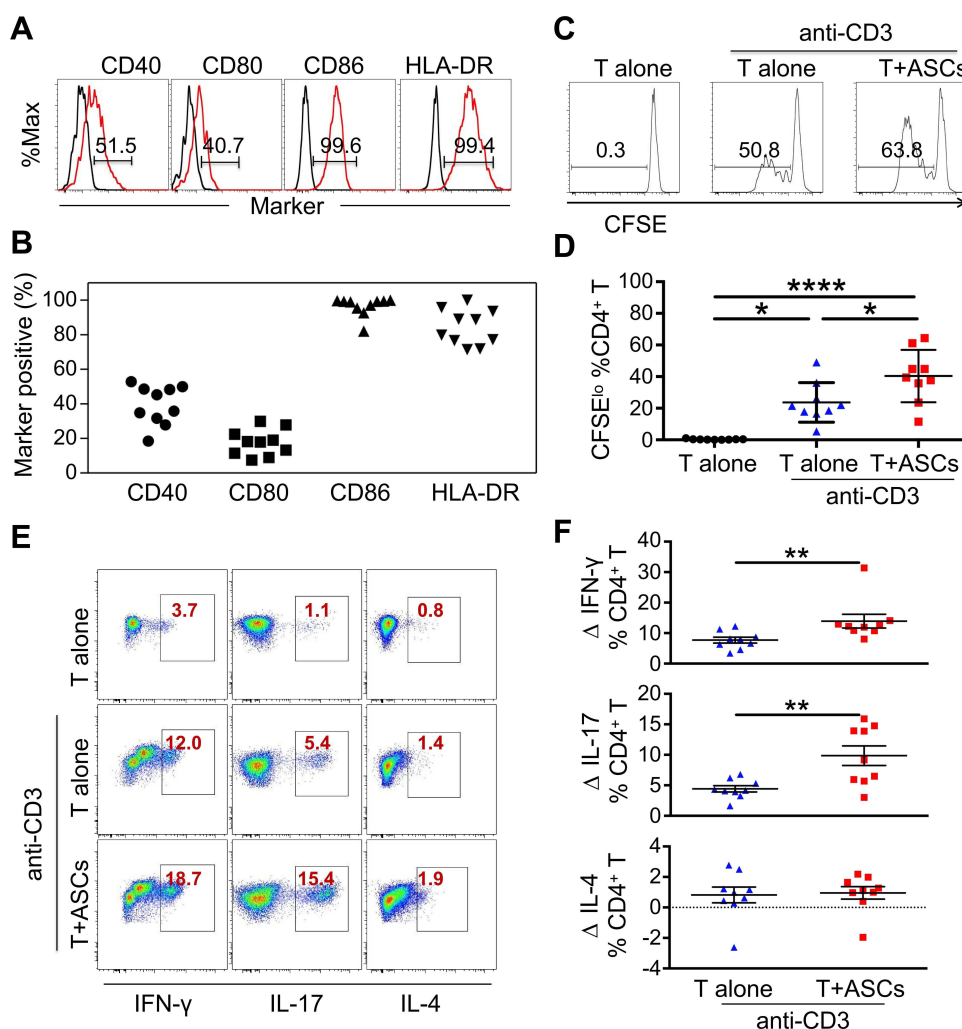 A
CD40 CD80 CD86 HLA-DR
%Max
51.5 40.7 99.6 99.4
Marker
B
Marker positive (%)
100
80
60
40
20
0
CD40 CD80 CD86 HLA-DR
C
anti-CD3
T alone T alone T+ASCs
0.3 50.8 63.8
CFSE
D
CFSElo %CD4+ T
100
80
60
40
20
0
****
* *
T alone T alone T+ASCs
anti-CD3
E
T alone
3.7 1.1 0.8
anti-CD3
T alone
12.0 5.4 1.4
T+ASCs
18.7 15.4 1.9
IFN-γ IL-17 IL-4
F
Δ IFN-γ
% CD4+ T
40
30
20
10
0
**
Δ IL-17
% CD4+ T
20
15
10
5
0
**
Δ IL-4
% CD4+ T
4
2
0
-2
-4
T alone T+ASCs
anti-CD3